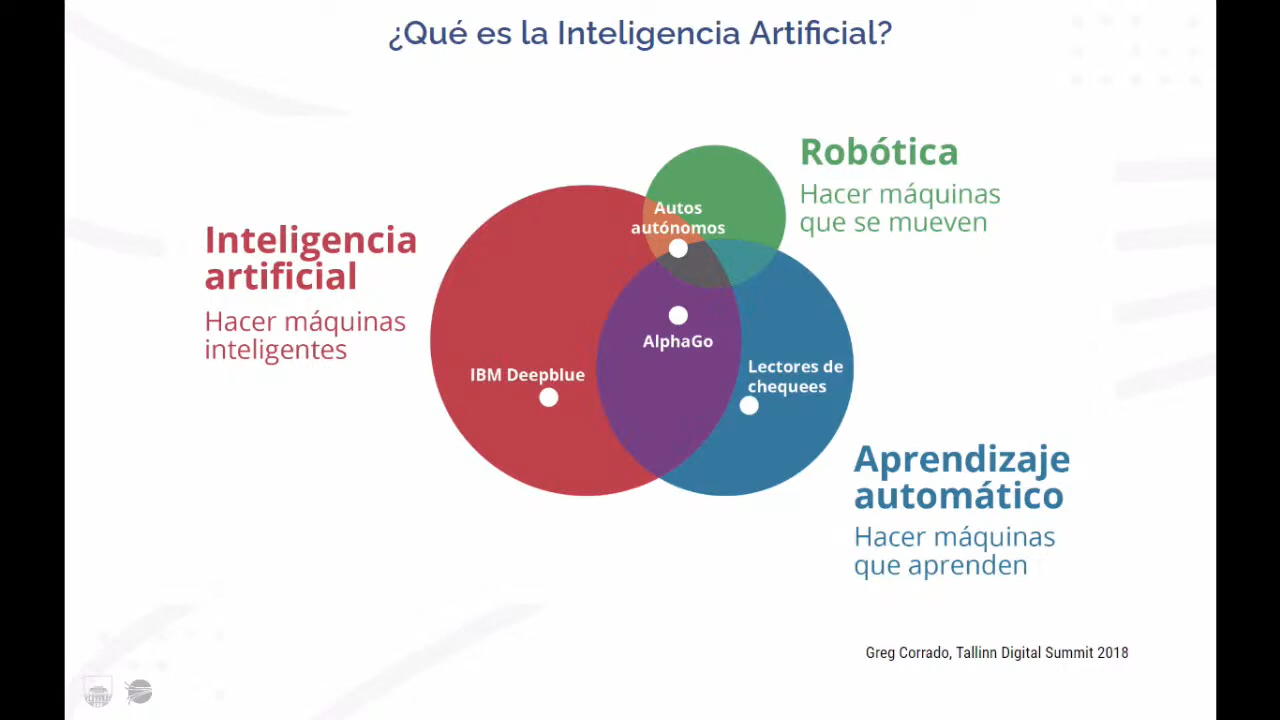 ¿Qué es la Inteligencia Artificial?
Robótica
Hacer máquinas
que se mueven
Autos
autónomos
Inteligencia
artificial
Hacer máquinas
inteligentes
AlphaGo
IBM Deepblue
Lectores de
chequees
Aprendizaje
automático
Hacer máquinas
que aprenden
Greg Corrado, Tallinn Digital Summit 2018